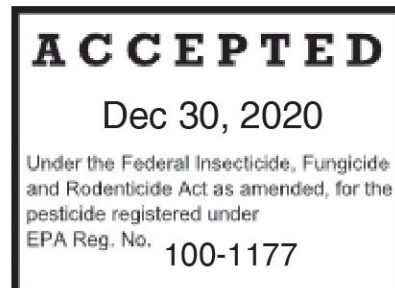 ACCEPTED
Dec 30, 2020
Under the Federal Insecticide, Fungicide
and Rodenticide Act as amended, for the
pesticide registered under
EPA Reg. No. 100-1177